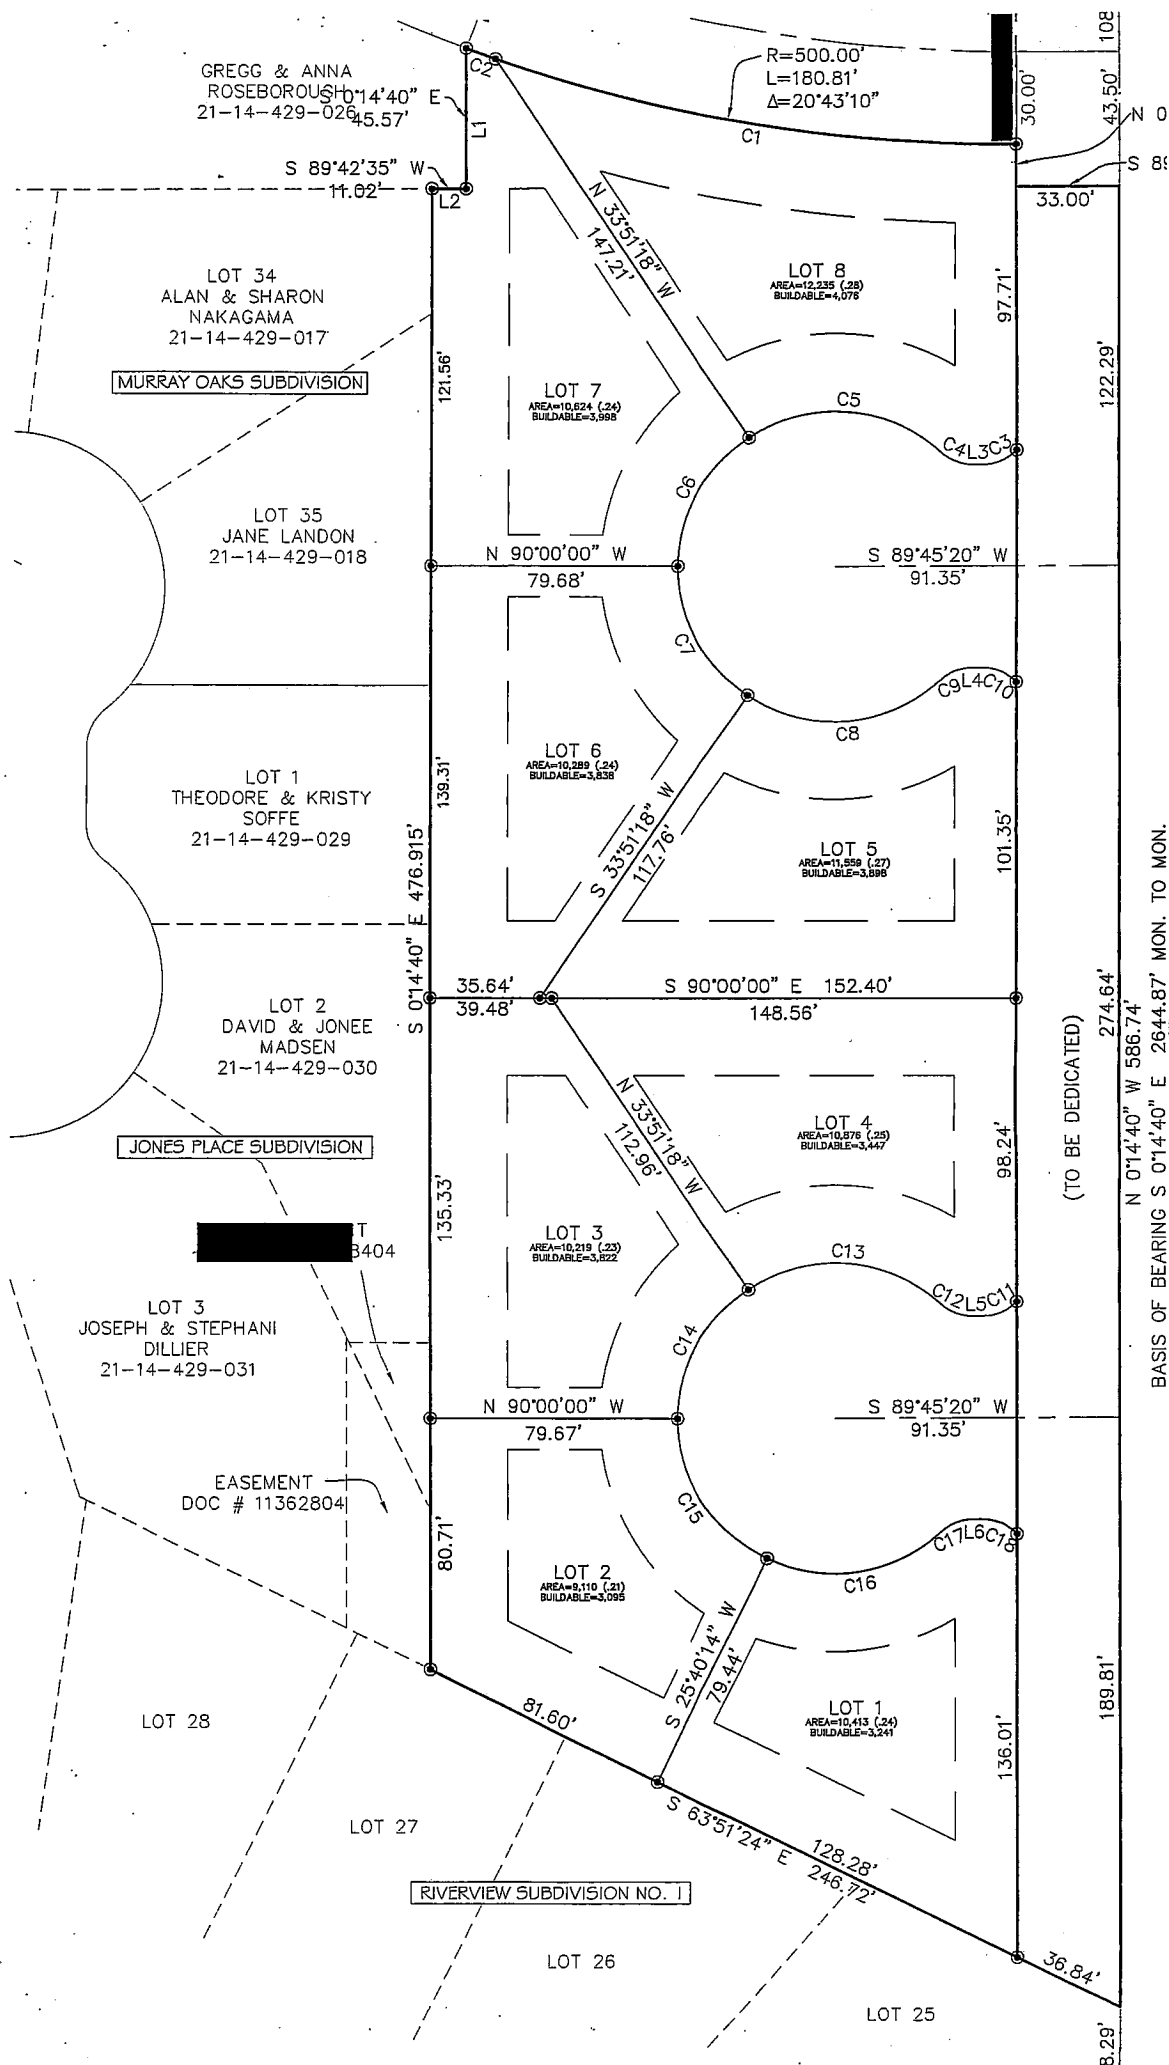 C2
R=500.00'
L=180.81'
Δ=20°43'10"
C1
30.00'
43.50'
108
N 0
S 89
33.00'
GREGG & ANNA
ROSEBOROUGH
21-14-429-026
S 0°14'40" E
45.57'
L1
S 89°42'35" W
11.02'
L2
LOT 34
ALAN & SHARON
NAKAGAMA
21-14-429-017
MURRAY OAKS SUBDIVISION
121.56'
N 33°51'18" W
147.21'
LOT 8
AREA=12,235 (.28)
BUILDABLE=4,076
97.71'
122.29'
LOT 7
AREA=10,624 (.24)
BUILDABLE=3,998
C5
C4
L3
C3
C6
LOT 35
JANE LANDON
21-14-429-018
N 90°00'00" W
79.68'
S 89°45'20" W
91.35'
C7
C9
L4
C10
C8
LOT 6
AREA=10,289 (.24)
BUILDABLE=3,838
139.31'
LOT 1
THEODORE & KRISTY
SOFFE
21-14-429-029
S 33°51'18" W
117.76'
LOT 5
AREA=11,559 (.27)
BUILDABLE=3,898
101.35'
S 0°14'40" E 476.915'
35.64'
39.48'
S 90°00'00" E 152.40'
148.56'
LOT 2
DAVID & JONEE
MADSEN
21-14-429-030
JONES PLACE SUBDIVISION
(TO BE DEDICATED)
274.64'
N 0°14'40" W 586.74'
BASIS OF BEARING S 0°14'40" E 2644.87' MON. TO MON.
N 33°51'18" W
112.96'
LOT 4
AREA=10,876 (.25)
BUILDABLE=3,447
98.24'
135.33'
LOT 3
AREA=10,219 (.23)
BUILDABLE=3,822
T
3404
C13
C12
L5
C11
C14
LOT 3
JOSEPH & STEPHANI
DILLIER
21-14-429-031
N 90°00'00" W
79.67'
S 89°45'20" W
91.35'
EASEMENT
DOC # 11362804
80.71'
C15
C17
L6
C18
C16
LOT 2
AREA=9,110 (.21)
BUILDABLE=3,095
S 25°40'14" W
79.44'
LOT 1
AREA=10,413 (.24)
BUILDABLE=3,241
136.01'
189.81'
81.60'
LOT 28
LOT 27
S 63°51'24" E 246.72'
128.28'
RIVERVIEW SUBDIVISION NO. 1
LOT 26
36.84'
LOT 25
8.29'